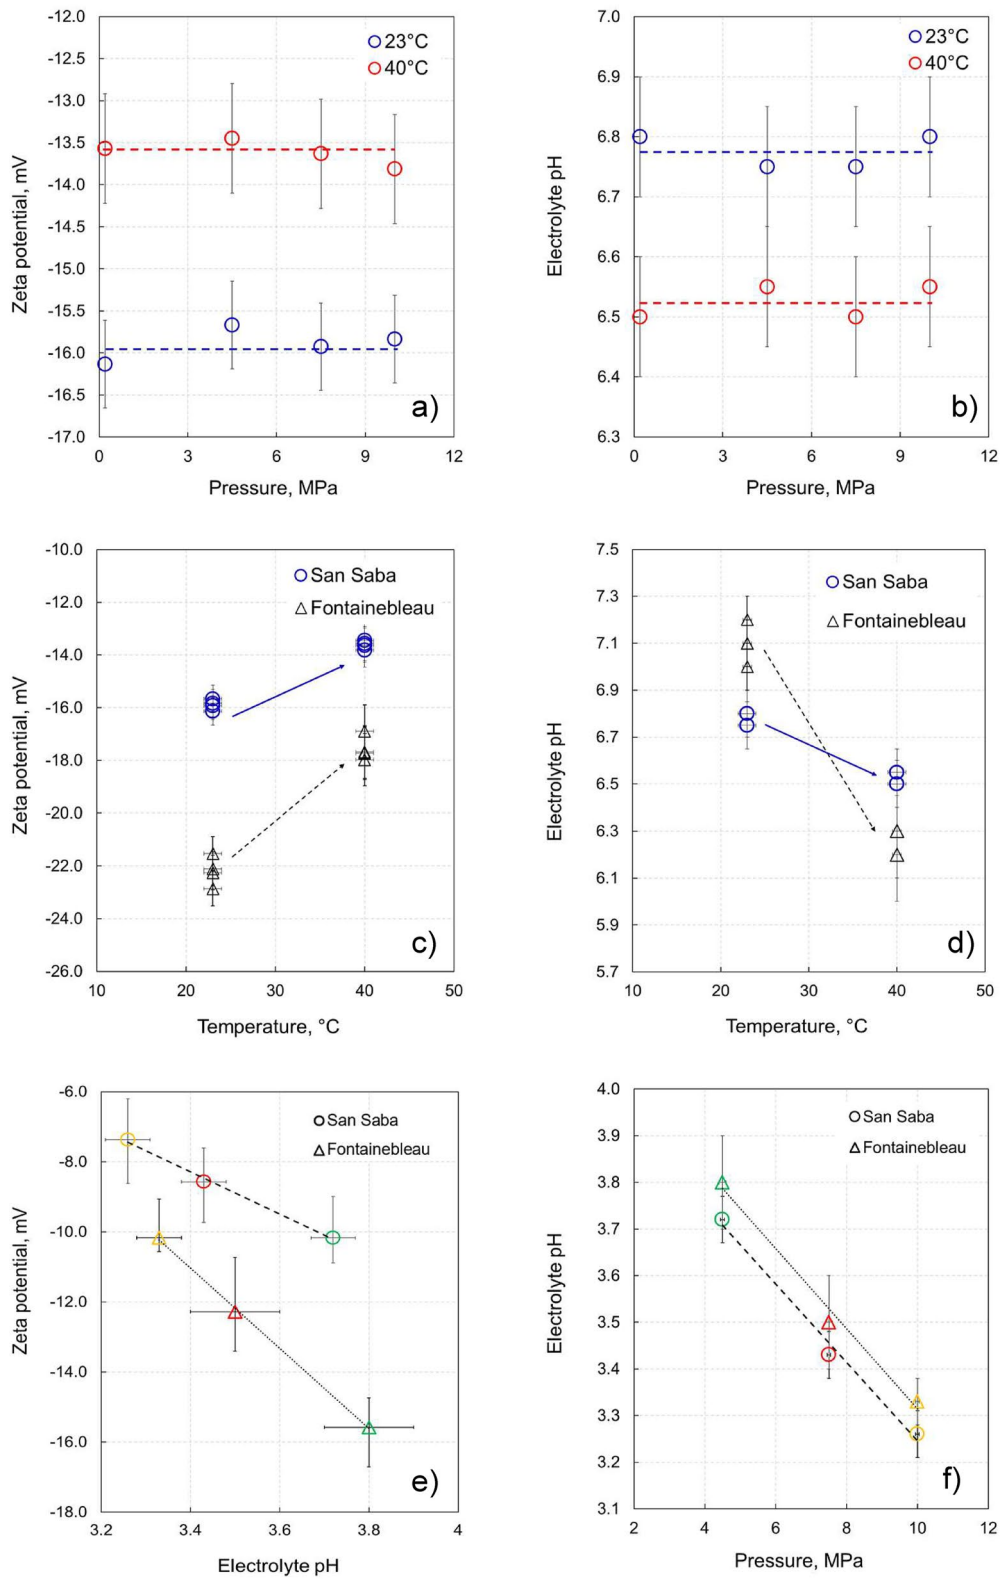 -12.0
-12.5
-13.0
-13.5
-14.0
-14.5
-15.0
-15.5
-16.0
-16.5
-17.0
Zeta potential, mV
23°C
40°C
a)
0 3 6 9 12
Pressure, MPa
7.0
6.9
6.8
6.7
6.6
6.5
6.4
6.3
Electrolyte pH
23°C
40°C
b)
0 3 6 9 12
Pressure, MPa
-10.0
-12.0
-14.0
-16.0
-18.0
-20.0
-22.0
-24.0
-26.0
Zeta potential, mV
San Saba
Fontainebleau
c)
10 20 30 40 50
Temperature, °C
7.5
7.3
7.1
6.9
6.7
6.5
6.3
6.1
5.9
5.7
Electrolyte pH
San Saba
Fontainebleau
d)
10 20 30 40 50
Temperature, °C
-6.0
-8.0
-10.0
-12.0
-14.0
-16.0
-18.0
Zeta potential, mV
San Saba
Fontainebleau
e)
3.2 3.4 3.6 3.8 4
Electrolyte pH
4.0
3.9
3.8
3.7
3.6
3.5
3.4
3.3
3.2
3.1
Electrolyte pH
San Saba
Fontainebleau
f)
2 4 6 8 10 12
Pressure, MPa